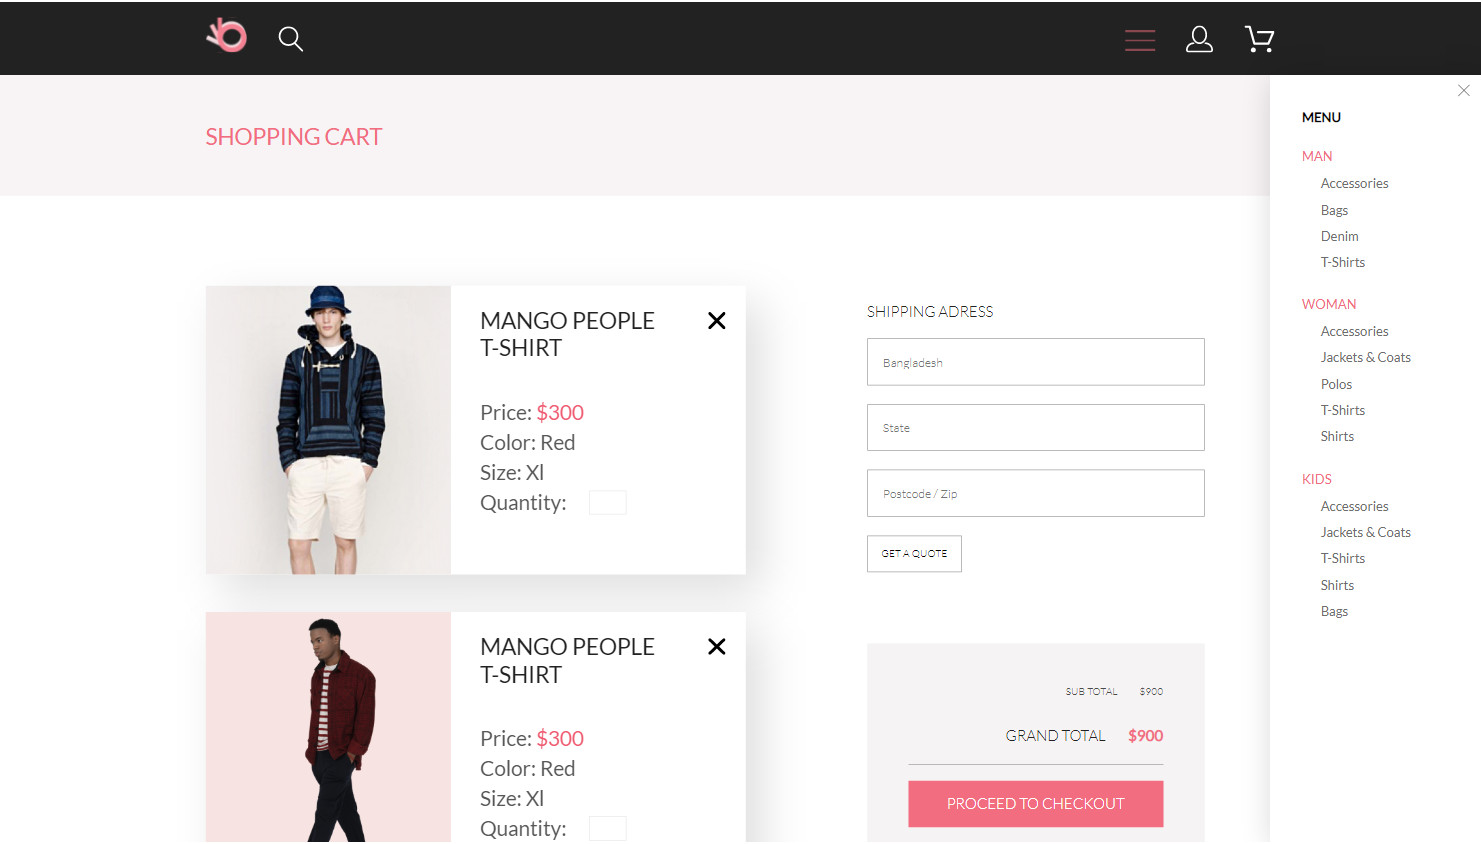 SHOPPING CART
MANGO PEOPLE
T-SHIRT
Price: $300
Color: Red
Size: Xl
Quantity:
MANGO PEOPLE
T-SHIRT
Price: $300
Color: Red
Size: Xl
Quantity:
SHIPPING ADRESS
Bangladesh
State
Postcode / Zip
GET A QUOTE
SUB TOTAL $900
GRAND TOTAL $900
PROCEED TO CHECKOUT
MENU
MAN
Accessories
Bags
Denim
T-Shirts
WOMAN
Accessories
Jackets & Coats
Polos
T-Shirts
Shirts
KIDS
Accessories
Jackets & Coats
T-Shirts
Shirts
Bags